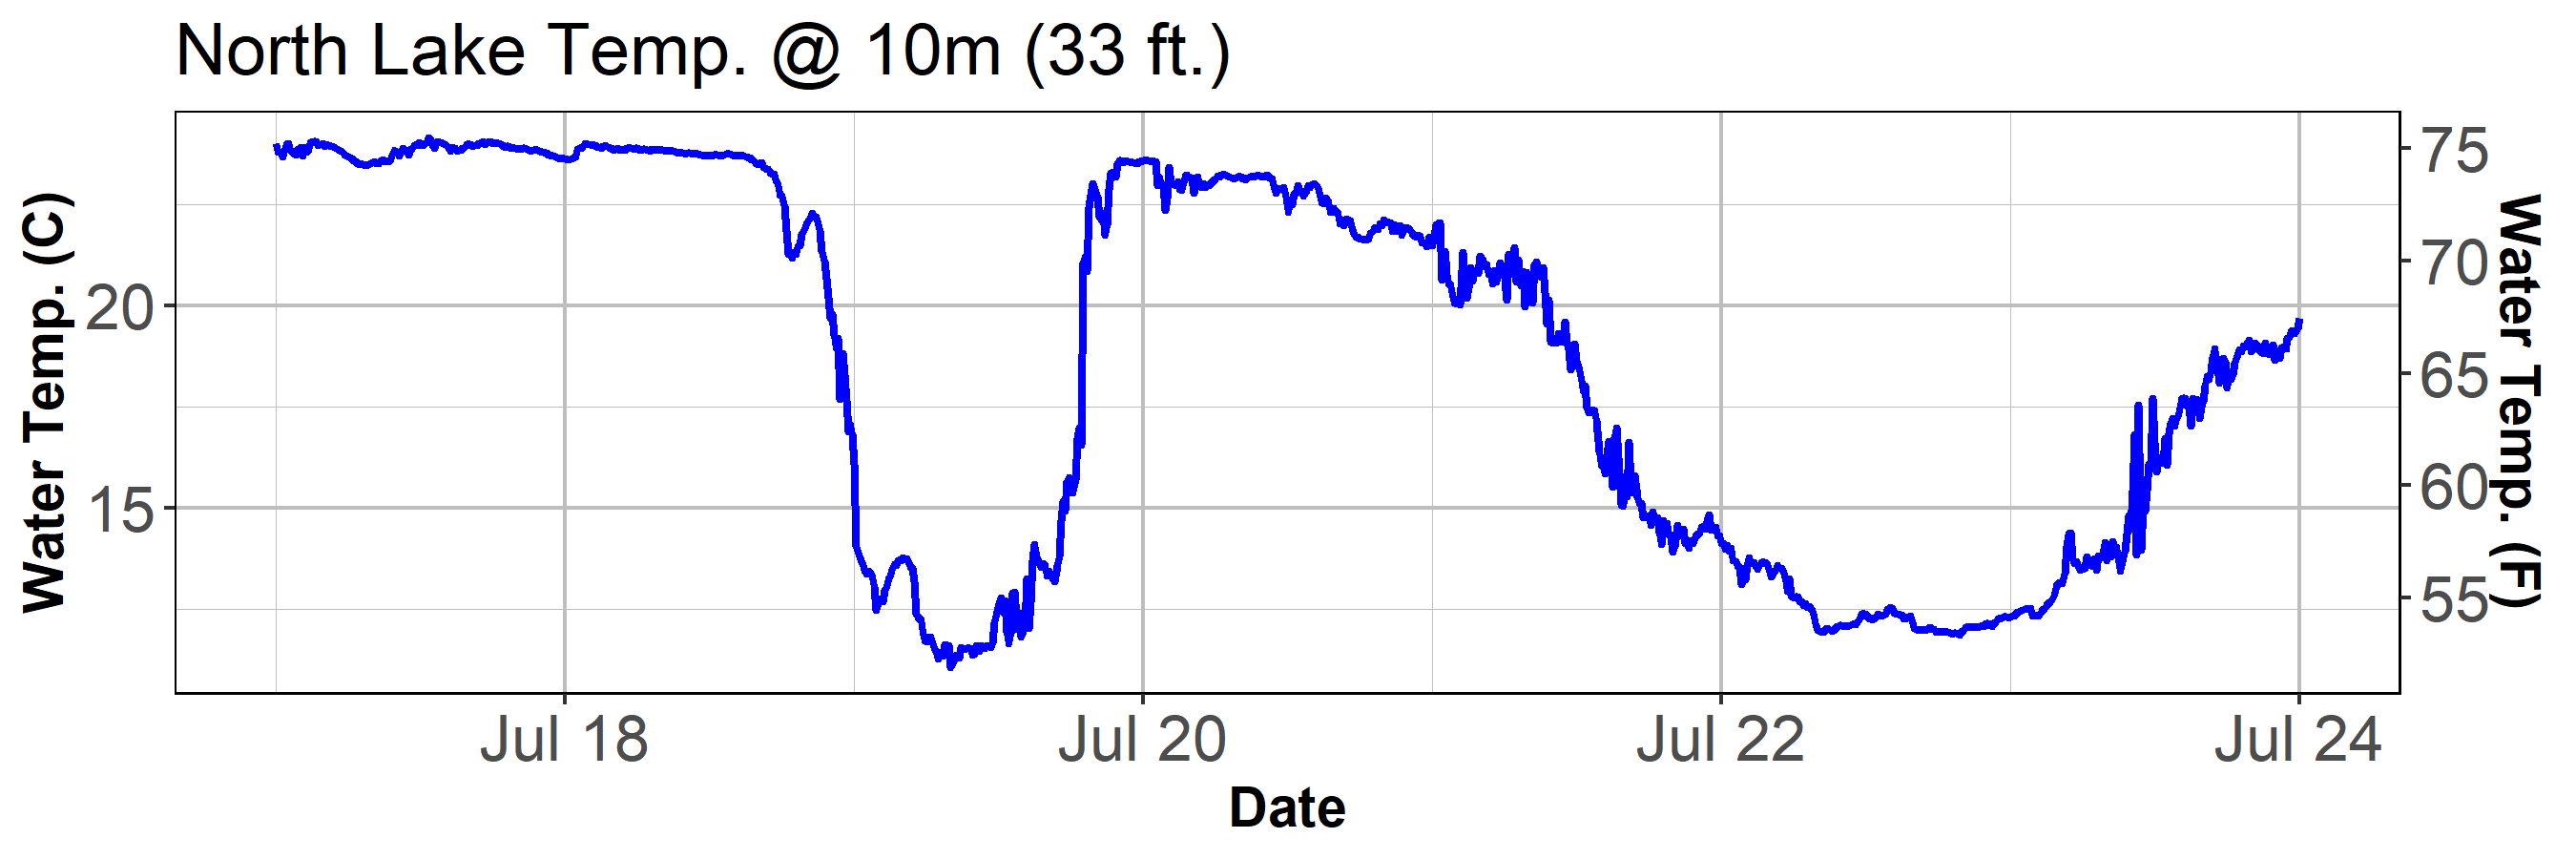 North Lake Temp. @ 10m (33 ft.)
Water Temp. (C)
20
15
75
70
65
60
55
Water Temp. (F)
Jul 18
Jul 20
Jul 22
Jul 24
Date